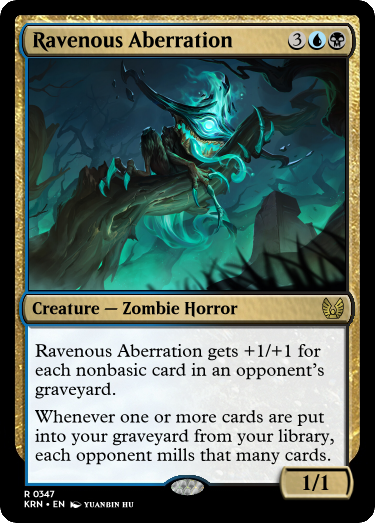 Ravenous Aberration 3
Creature — Zombie Horror
Ravenous Aberration gets +1/+1 for
each nonbasic card in an opponent's
graveyard.
Whenever one or more cards are put
into your graveyard from your library,
each opponent mills that many cards.
1/1
R 0347
KRN • EN YUANBIN HU